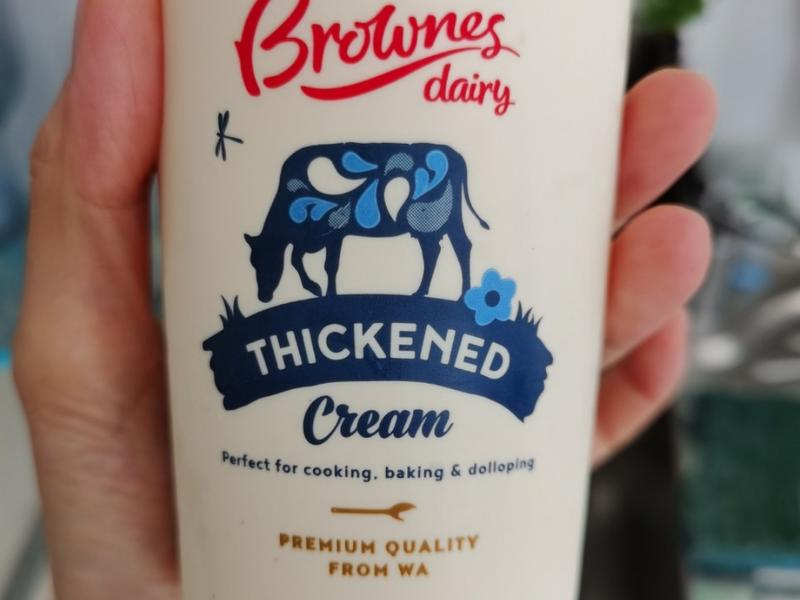 Brownes
dairy
THICKENED
Cream
Perfect for cooking, baking & dolloping
PREMIUM QUALITY
FROM WA